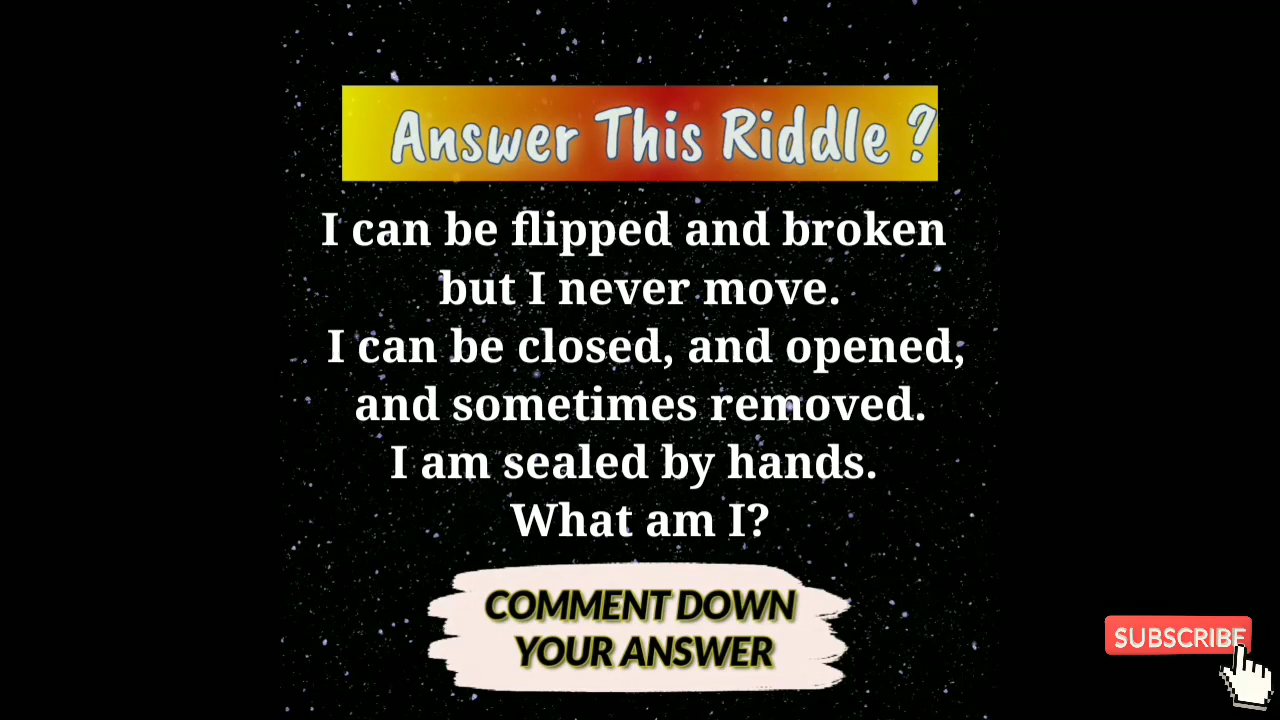 Answer This Riddle ?
I can be flipped and broken
but I never move.
I can be closed, and opened,
and sometimes removed.
I am sealed by hands.
What am I?
COMMENT DOWN
YOUR ANSWER
SUBSCRIBE